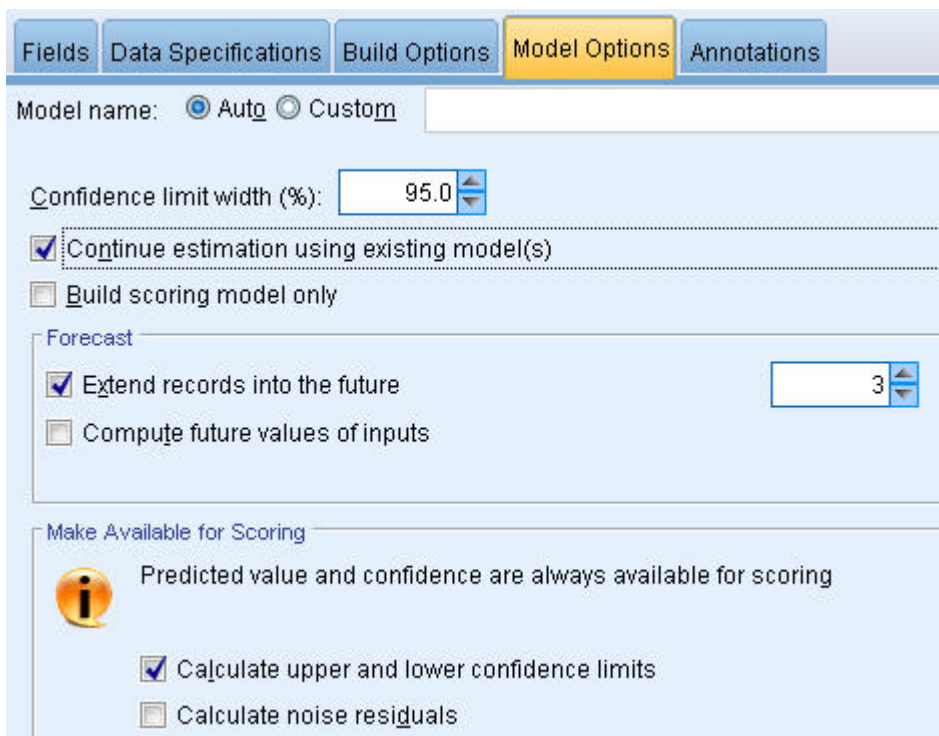 Fields Data Specifications Build Options Model Options Annotations
Model name: Auto Custom
Confidence limit width (%): 95.0
Continue estimation using existing model(s)
Build scoring model only
Forecast
Extend records into the future 3
Compute future values of inputs
Make Available for Scoring
Predicted value and confidence are always available for scoring
Calculate upper and lower confidence limits
Calculate noise residuals